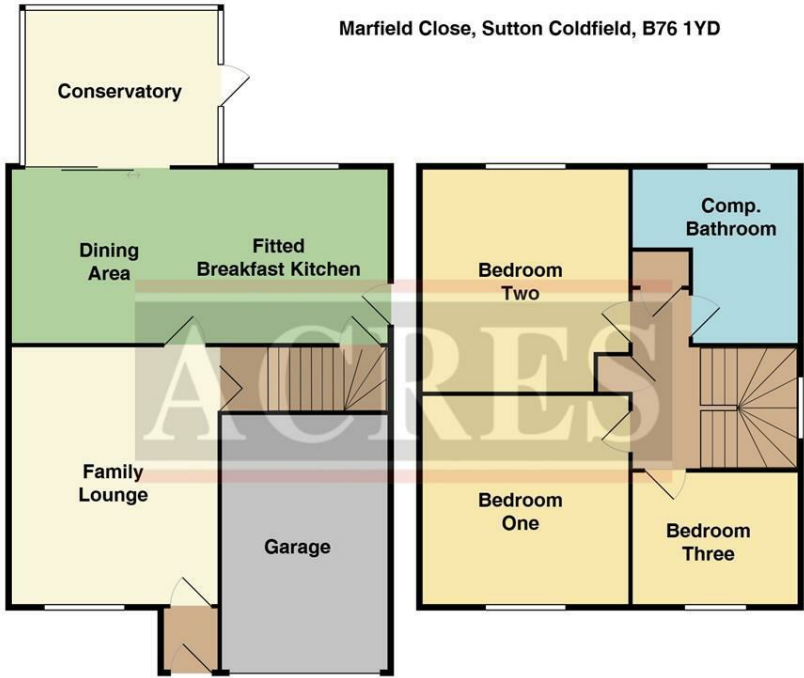 Marfield Close, Sutton Coldfield, B76 1YD
Conservatory
Dining
Area
Fitted
Breakfast Kitchen
Family
Lounge
Garage
Bedroom
Two
Comp.
Bathroom
Bedroom
One
Bedroom
Three
ACRES